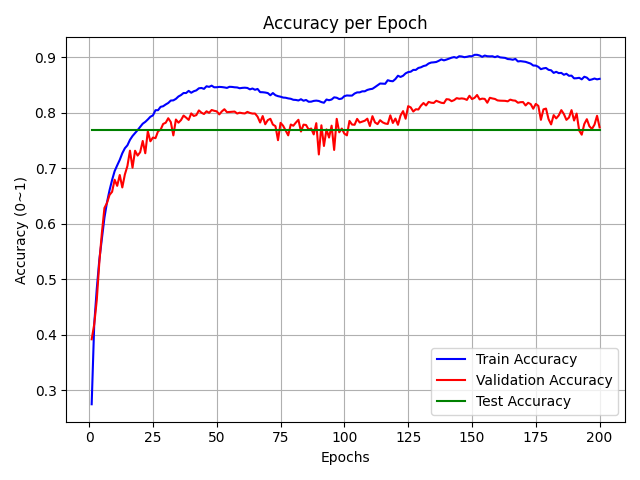 Accuracy per Epoch
Accuracy (0~1)
0.9
0.8
0.7
0.6
0.5
0.4
0.3
0
25
50
75
100
125
150
175
200
Epochs
Train Accuracy
Validation Accuracy
Test Accuracy